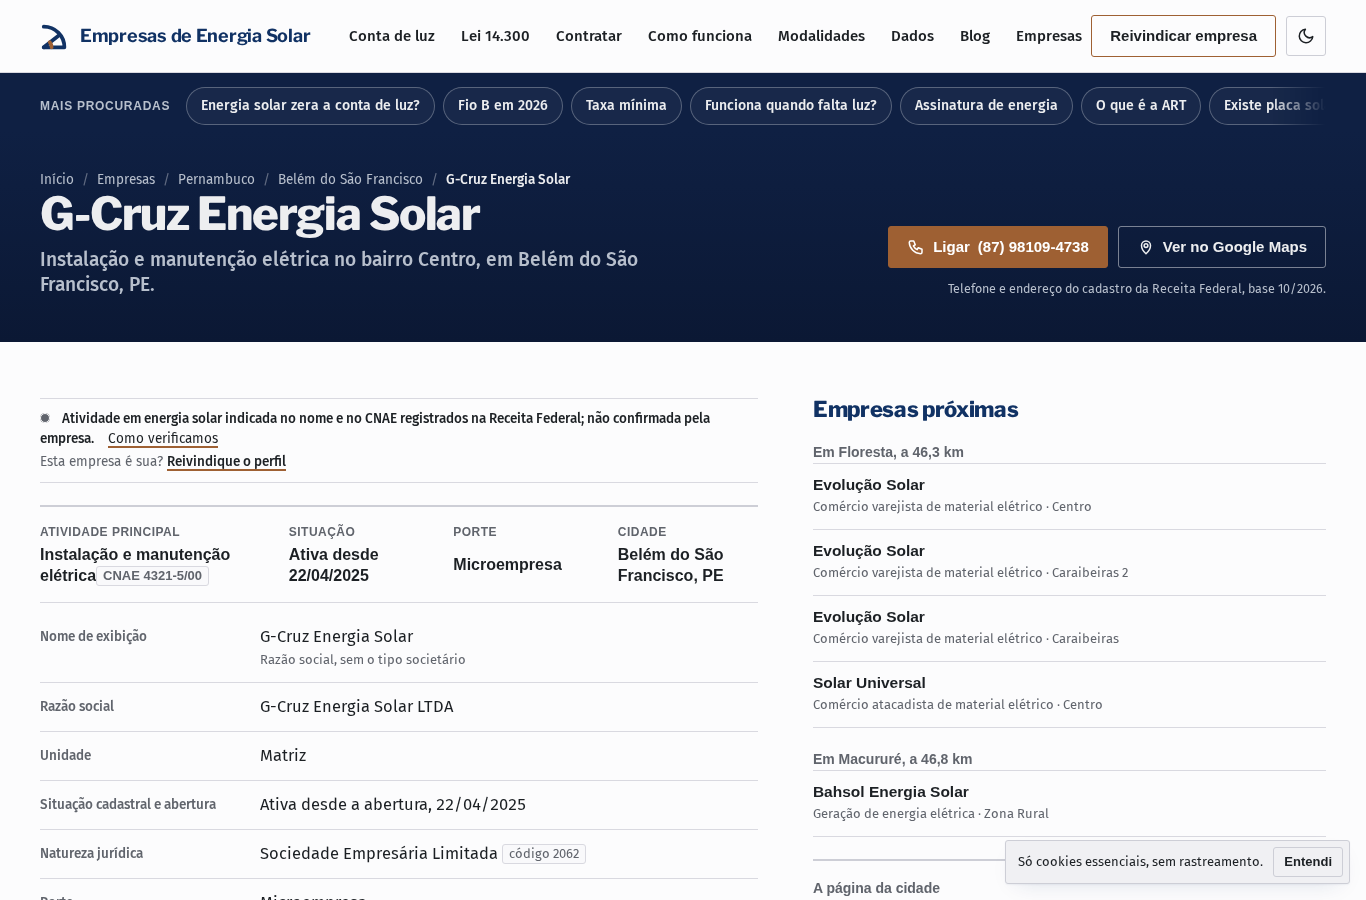 Empresas de Energia Solar
Conta de luz
Lei 14.300
Contratar
Como funciona
Modalidades
Dados
Blog
Empresas
Reivindicar empresa
MAIS PROCURADAS
Energia solar zera a conta de luz?
Fio B em 2026
Taxa mínima
Funciona quando falta luz?
Assinatura de energia
O que é a ART
Existe placa sol
Início / Empresas / Pernambuco / Belém do São Francisco / G-Cruz Energia Solar
G-Cruz Energia Solar
Instalação e manutenção elétrica no bairro Centro, em Belém do São
Francisco, PE.
Ligar (87) 98109-4738
Ver no Google Maps
Telefone e endereço do cadastro da Receita Federal, base 10/2026.
Atividade em energia solar indicada no nome e no CNAE registrados na Receita Federal; não confirmada pela
empresa. Como verificamos
Esta empresa é sua? Reivindique o perfil
ATIVIDADE PRINCIPAL
Instalação e manutenção
elétrica CNAE 4321-5/00
SITUAÇÃO
Ativa desde
22/04/2025
PORTE
Microempresa
CIDADE
Belém do São
Francisco, PE
Nome de exibição
G-Cruz Energia Solar
Razão social, sem o tipo societário
Razão social
G-Cruz Energia Solar LTDA
Unidade
Matriz
Situação cadastral e abertura
Ativa desde a abertura, 22/04/2025
Natureza jurídica
Sociedade Empresária Limitada código 2062
Porte
Microempresa
Empresas próximas
Em Floresta, a 46,3 km
Evolução Solar
Comércio varejista de material elétrico · Centro
Evolução Solar
Comércio varejista de material elétrico · Caraibeiras 2
Evolução Solar
Comércio varejista de material elétrico · Caraibeiras
Solar Universal
Comércio atacadista de material elétrico · Centro
Em Macururé, a 46,8 km
Bahsol Energia Solar
Geração de energia elétrica · Zona Rural
A página da cidade
Só cookies essenciais, sem rastreamento.
Entendi